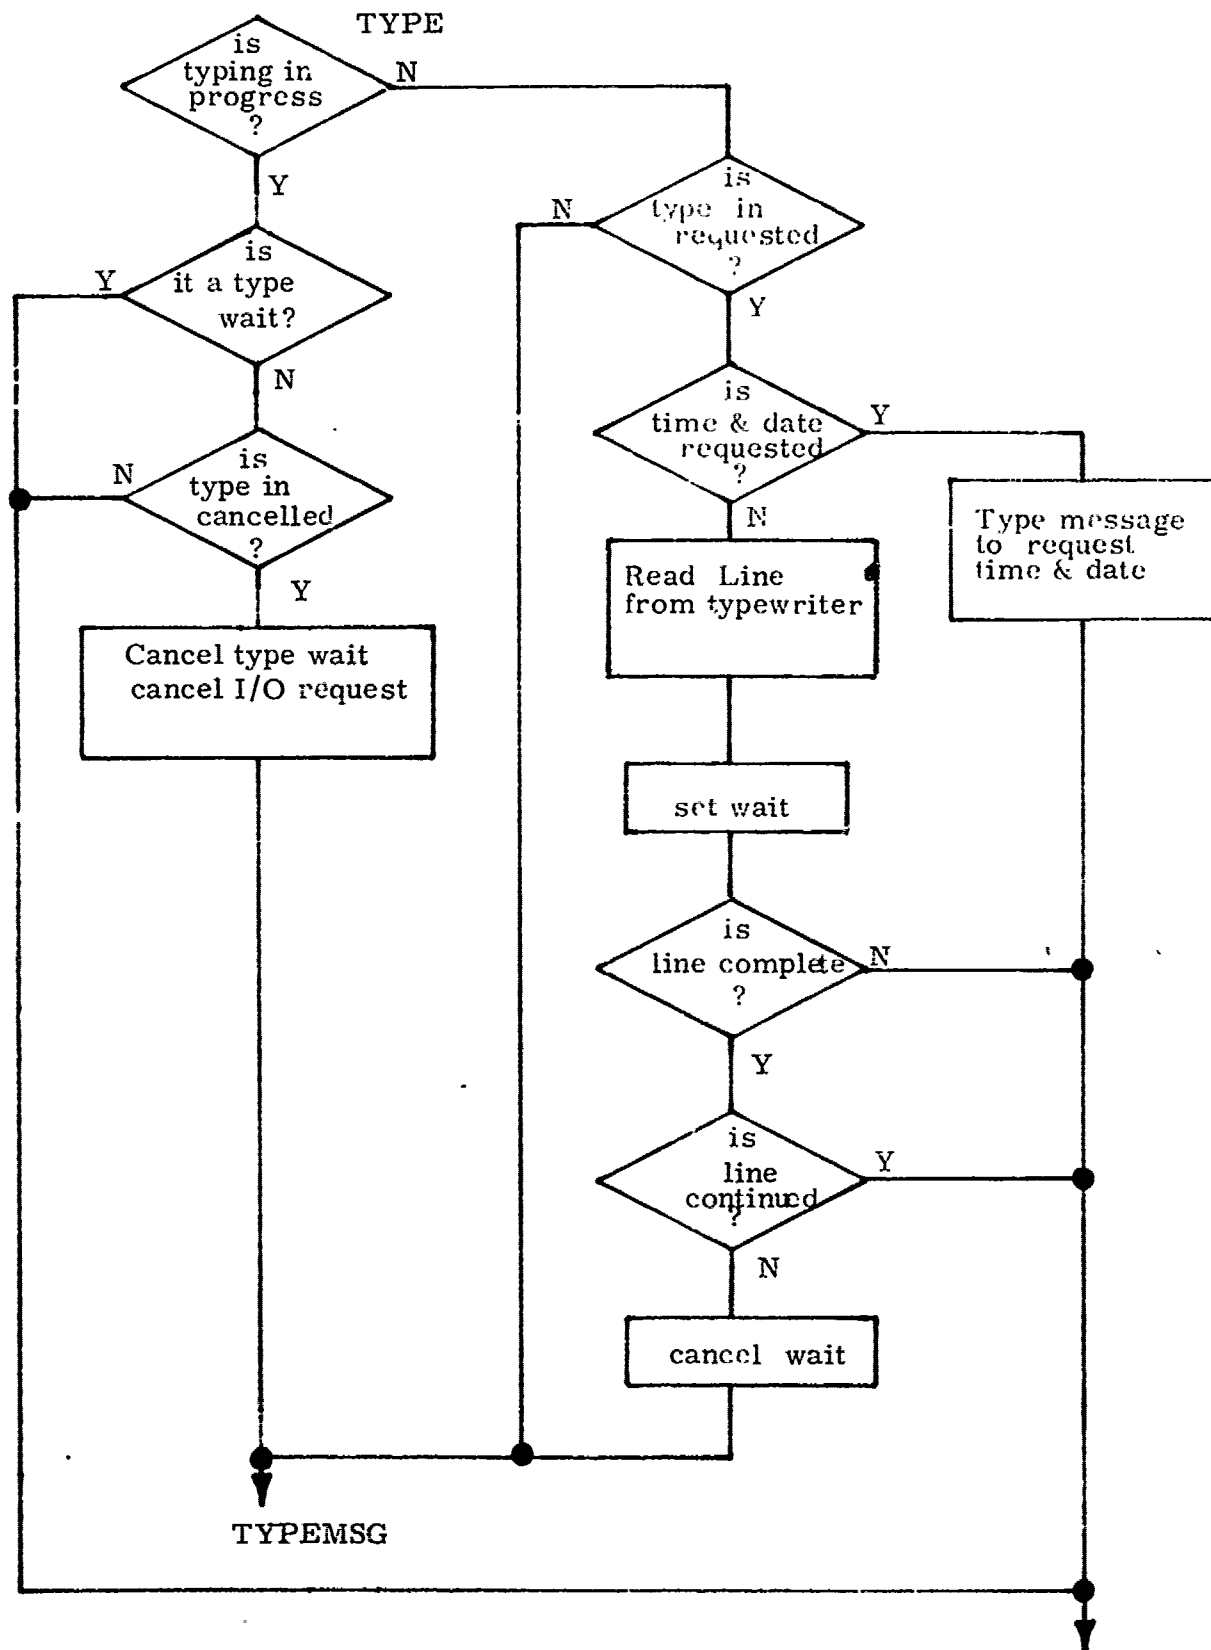 TYPE
is
typing in
progress
?
N
Y
is
type in
requested
?
N
Y
is
it a type
wait?
Y
N
is
time & date
requested
?
Y
N
is
type in
cancelled
?
N
Y
Type message
to request
time & date
Read Line
from typewriter
Cancel type wait
cancel I/O request
set wait
is
line complete
?
N
Y
is
line
continued
?
Y
N
cancel wait
TYPEMSG